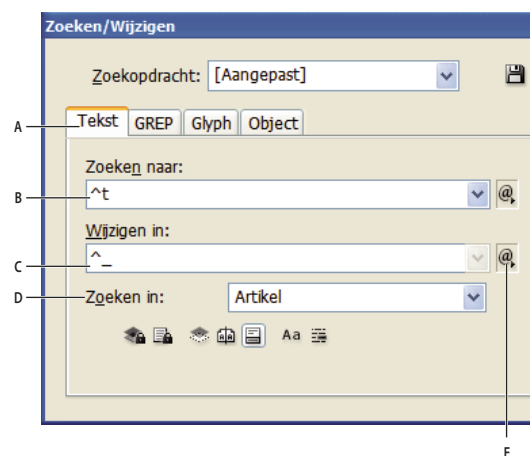 Zoeken/Wijzigen
Zoekopdracht: [Aangepast]
A Tekst GREP Glyph Object
Zoeken naar:
B ^t @
Wijzigen in:
C ^_ @
D Zoeken in: Artikel
Aa
E